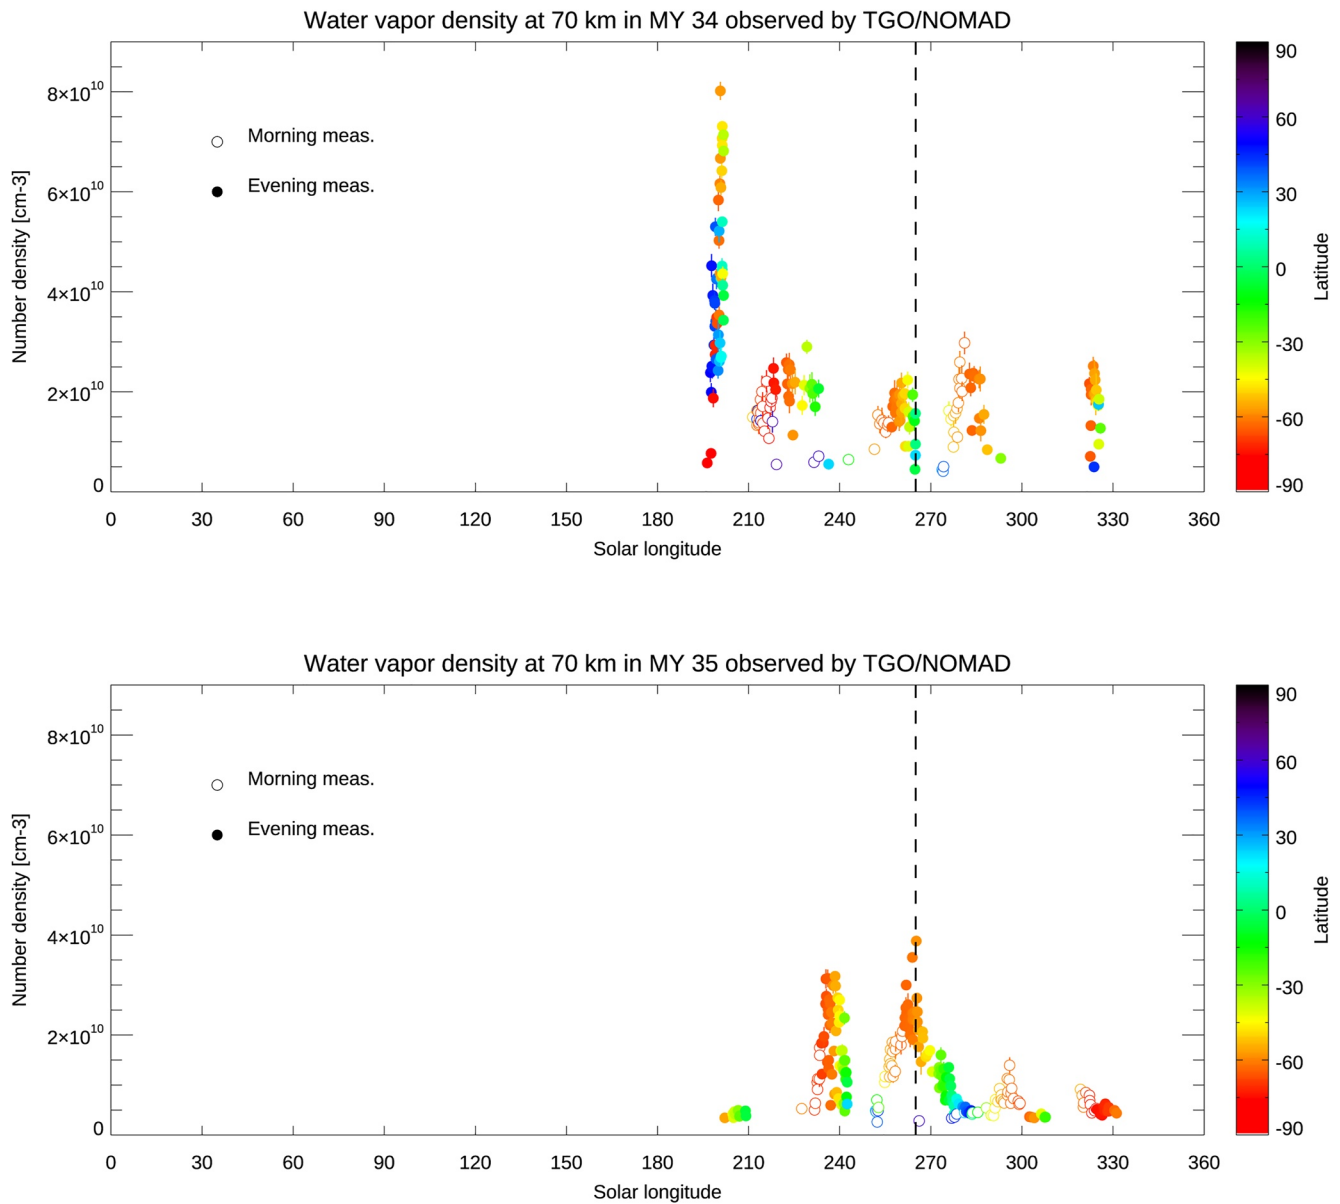 Water vapor density at 70 km in MY 34 observed by TGO/NOMAD
8×10¹⁰
6×10¹⁰
4×10¹⁰
2×10¹⁰
0
Number density [cm-3]
Morning meas.
Evening meas.
0 30 60 90 120 150 180 210 240 270 300 330 360
Solar longitude
90
60
30
0
-30
-60
-90
Latitude
Water vapor density at 70 km in MY 35 observed by TGO/NOMAD
8×10¹⁰
6×10¹⁰
4×10¹⁰
2×10¹⁰
0
Number density [cm-3]
Morning meas.
Evening meas.
0 30 60 90 120 150 180 210 240 270 300 330 360
Solar longitude
90
60
30
0
-30
-60
-90
Latitude